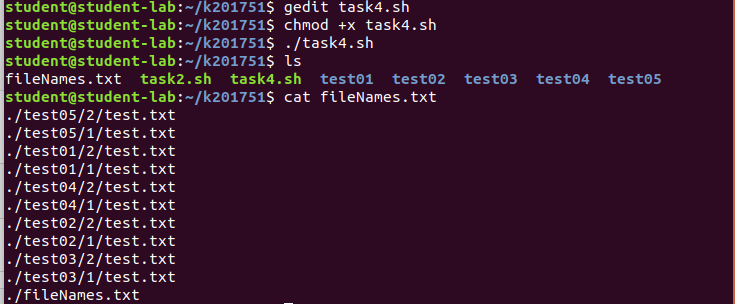 student@student-lab:~/k201751$ gedit task4.sh
student@student-lab:~/k201751$ chmod +x task4.sh
student@student-lab:~/k201751$ ./task4.sh
student@student-lab:~/k201751$ ls
fileNames.txt  task2.sh  task4.sh  test01  test02  test03  test04  test05
student@student-lab:~/k201751$ cat fileNames.txt
./test05/2/test.txt
./test05/1/test.txt
./test01/2/test.txt
./test01/1/test.txt
./test04/2/test.txt
./test04/1/test.txt
./test02/2/test.txt
./test02/1/test.txt
./test03/2/test.txt
./test03/1/test.txt
./fileNames.txt